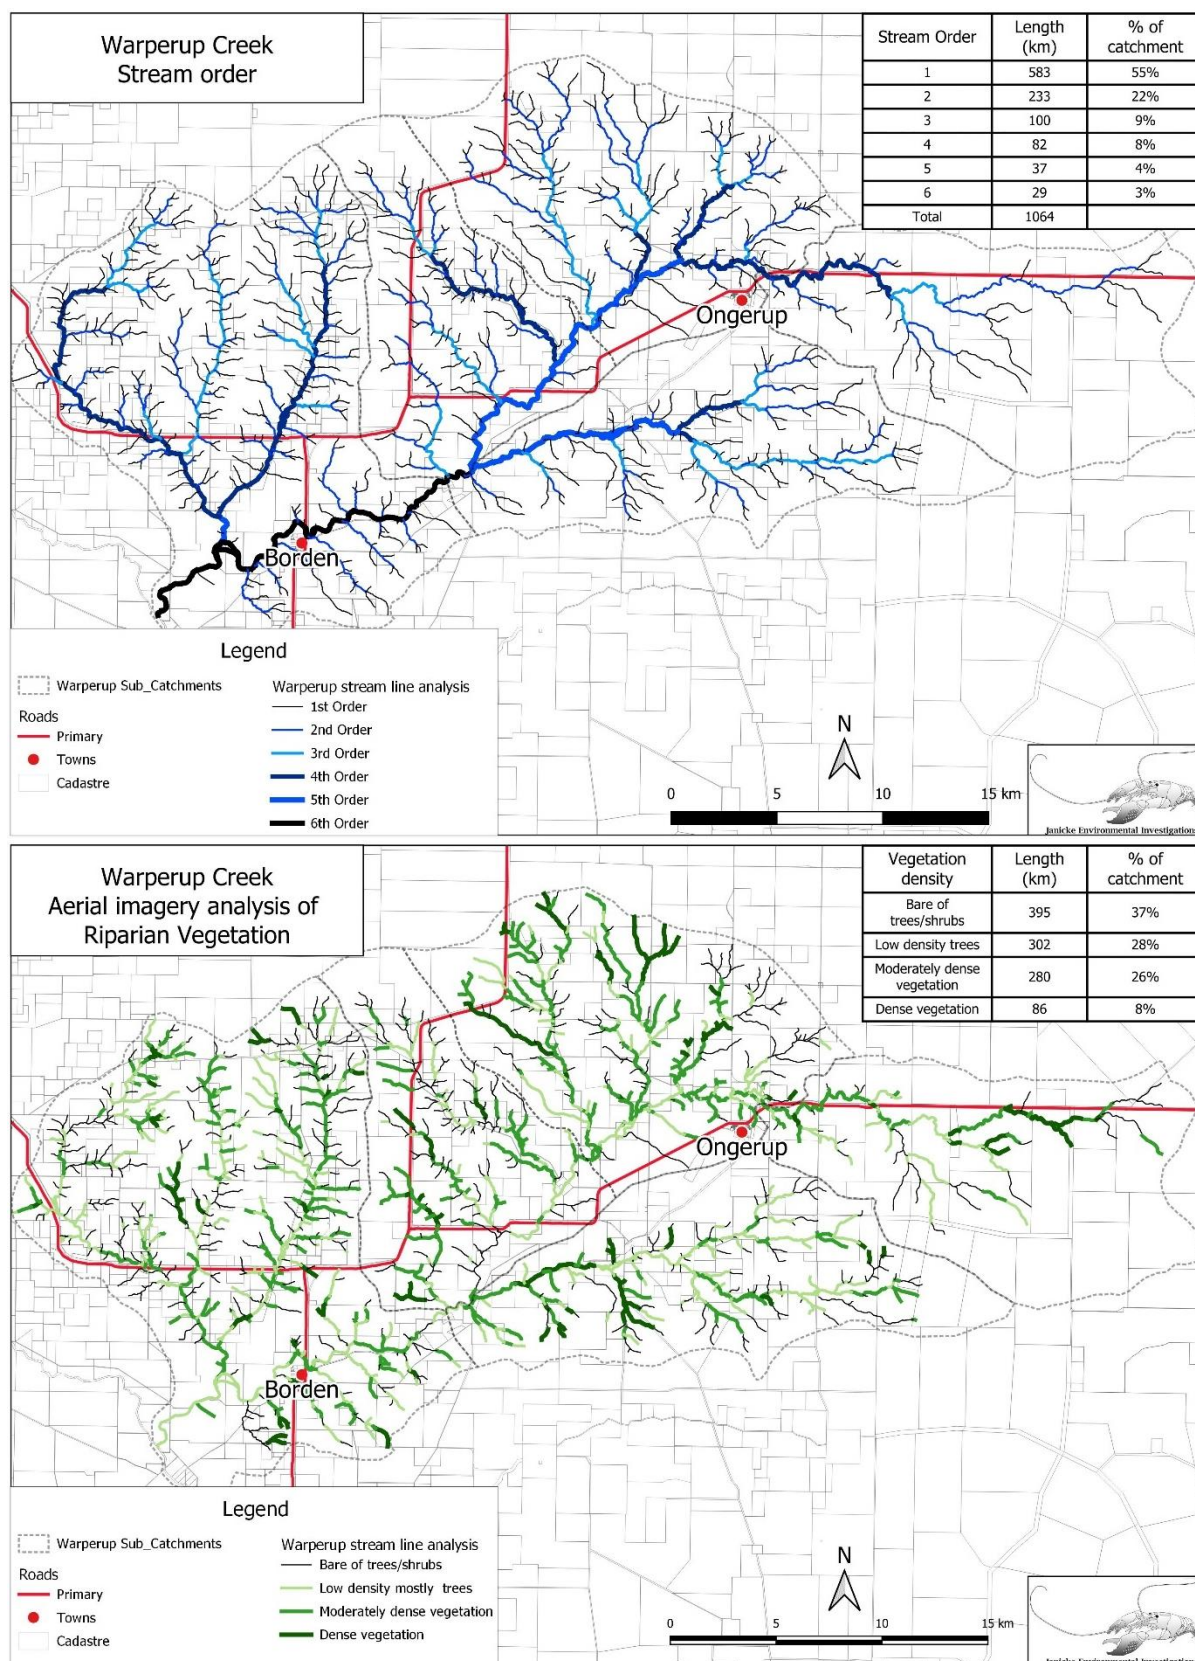 Warperup Creek
Stream order
Stream Order Length (km) % of catchment
1 583 55%
2 233 22%
3 100 9%
4 82 8%
5 37 4%
6 29 3%
Total 1064
Ongerup
Borden
Legend
Warperup Sub_Catchments
Roads
Primary
Towns
Cadastre
Warperup stream line analysis
1st Order
2nd Order
3rd Order
4th Order
5th Order
6th Order
N
0 5 10 15 km
Janicke Environmental Investigations
Warperup Creek
Aerial imagery analysis of
Riparian Vegetation
Vegetation density Length (km) % of catchment
Bare of trees/shrubs 395 37%
Low density trees 302 28%
Moderately dense vegetation 280 26%
Dense vegetation 86 8%
Ongerup
Borden
Legend
Warperup Sub_Catchments
Roads
Primary
Towns
Cadastre
Warperup stream line analysis
Bare of trees/shrubs
Low density mostly trees
Moderately dense vegetation
Dense vegetation
N
0 5 10 15 km
Janicke Environmental Investigations